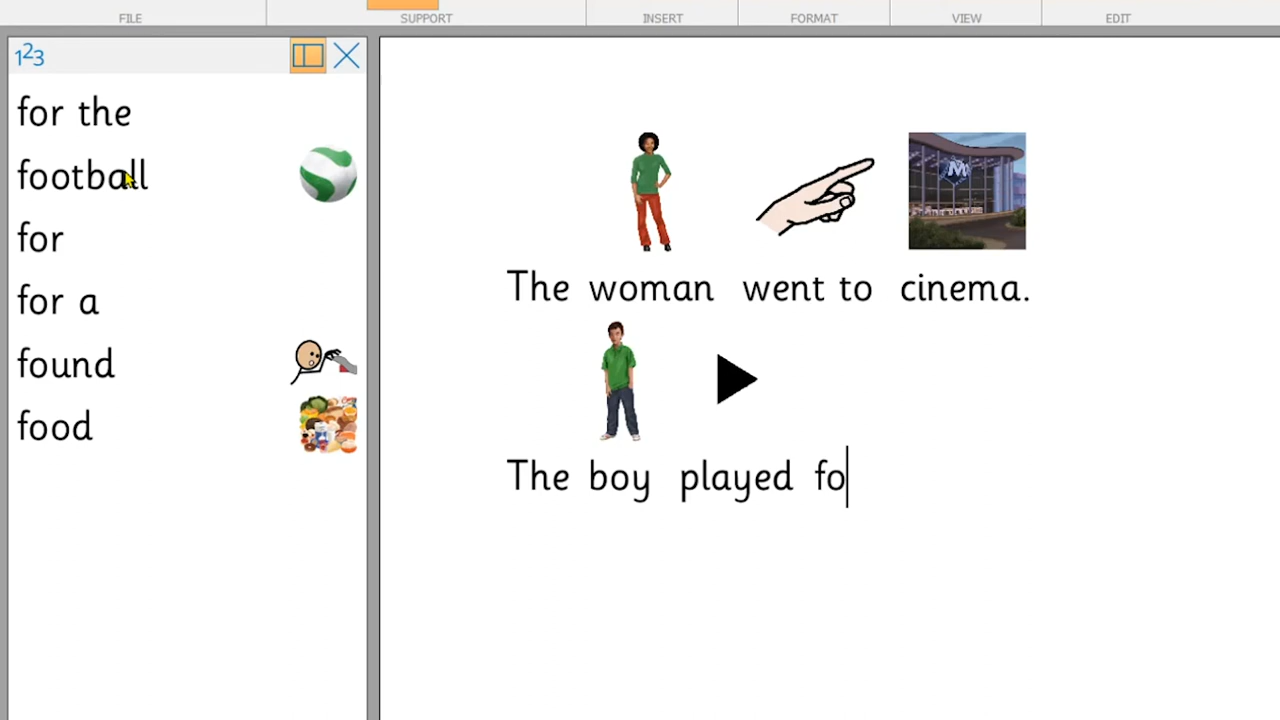 FILE SUPPORT INSERT FORMAT VIEW EDIT
123
for the
football
for
for a
found
food
M
The woman went to cinema.
The boy played fo